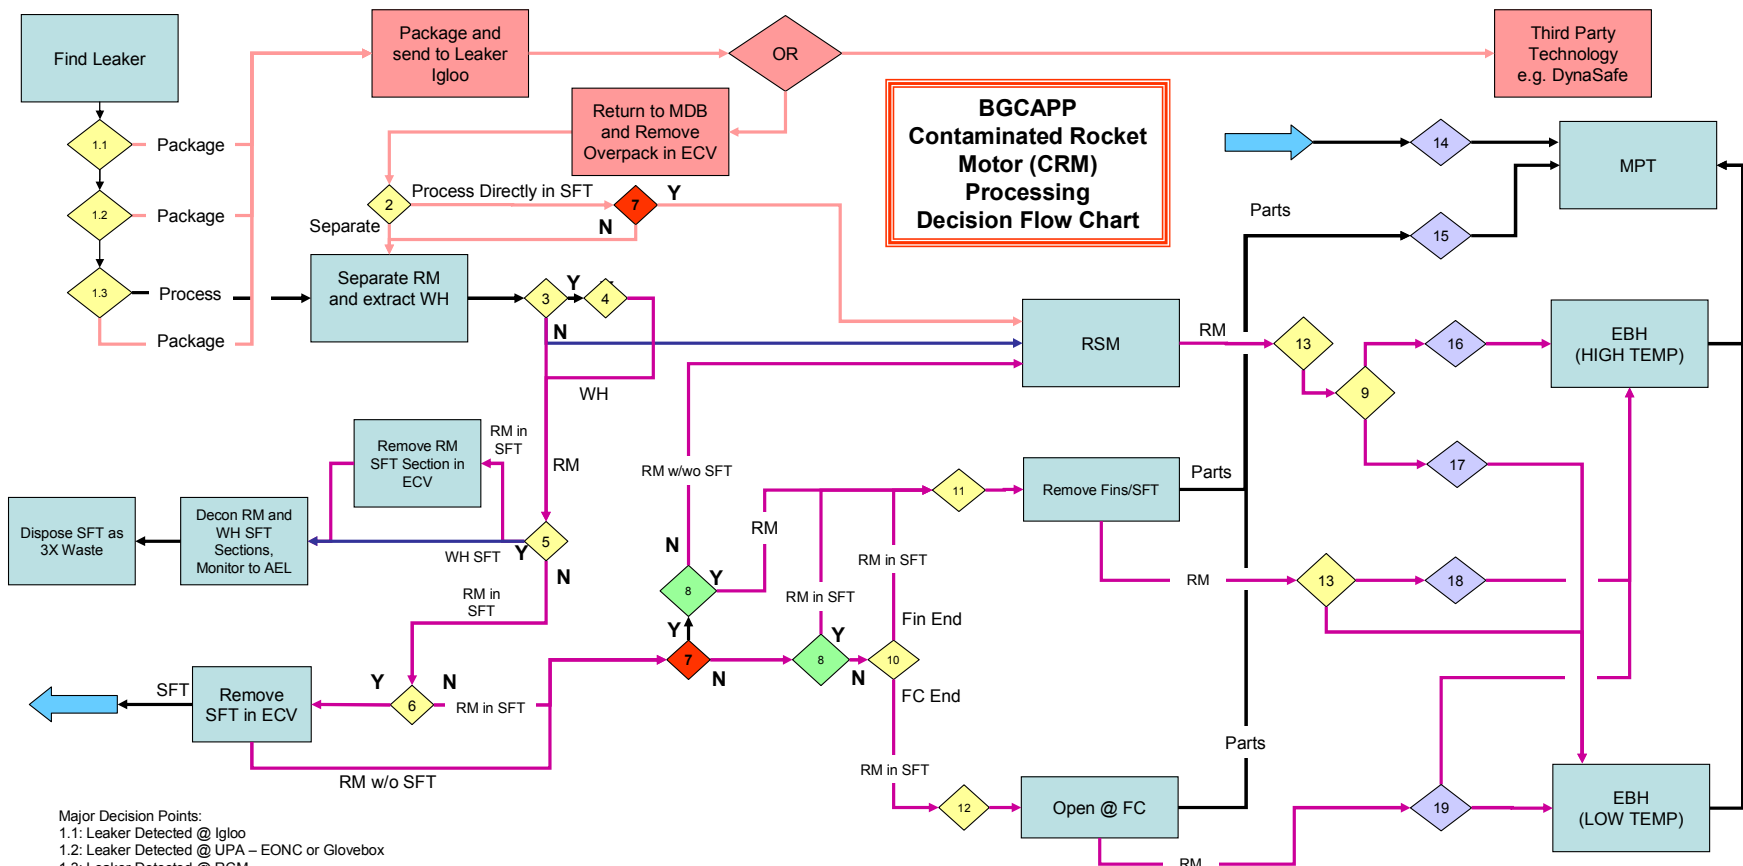 Find Leaker
Package and
send to Leaker
Igloo
OR
Third Party
Technology
e.g. DynaSafe
Return to MDB
and Remove
Overpack in ECV
BGCAPP
Contaminated Rocket
Motor (CRM)
Processing
Decision Flow Chart
1.1
Package
1.2
Package
1.3
Process
Package
2
Process Directly in SFT
7
Y
N
Separate
Separate RM
and extract WH
3
Y
4
N
WH
RM
14
MPT
Parts
15
RSM
RM
13
16
EBH
(HIGH TEMP)
9
17
Remove RM
SFT Section in
ECV
RM in
SFT
Dispose SFT as
3X Waste
Decon RM and
WH SFT
Sections,
Monitor to AEL
WH SFT
Y
5
N
RM in
SFT
RM w/wo SFT
N
8
Y
RM
Y
7
N
RM in SFT
8
Y
N
RM in SFT
10
Fin End
FC End
11
Remove Fins/SFT
Parts
RM
13
18
SFT
Remove
SFT in ECV
Y
6
N
RM in SFT
RM w/o SFT
RM in SFT
12
Open @ FC
Parts
RM
19
EBH
(LOW TEMP)
Major Decision Points:
1.1: Leaker Detected @ Igloo
1.2: Leaker Detected @ UPA – EONC or Glovebox
1.3: Leaker Detected @ RCM